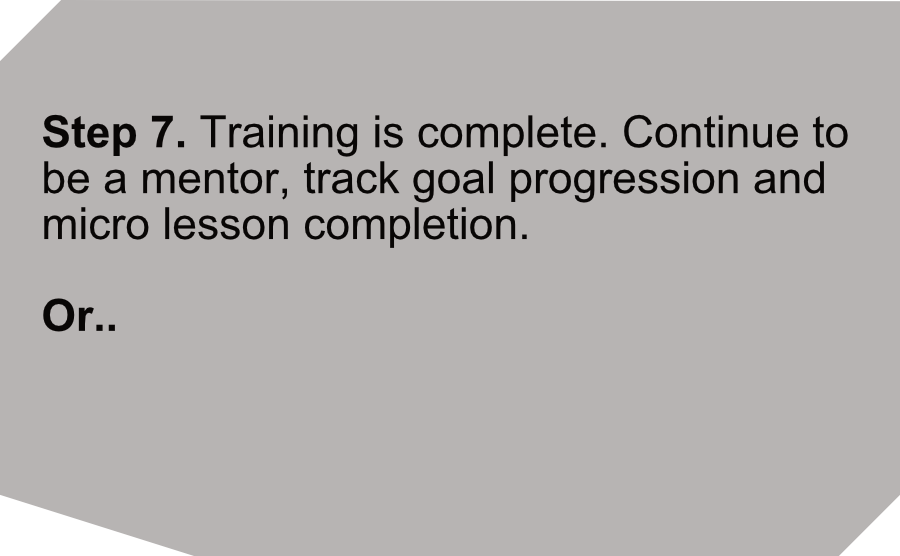 Step 7. Training is complete. Continue to
be a mentor, track goal progression and
micro lesson completion.
Or..